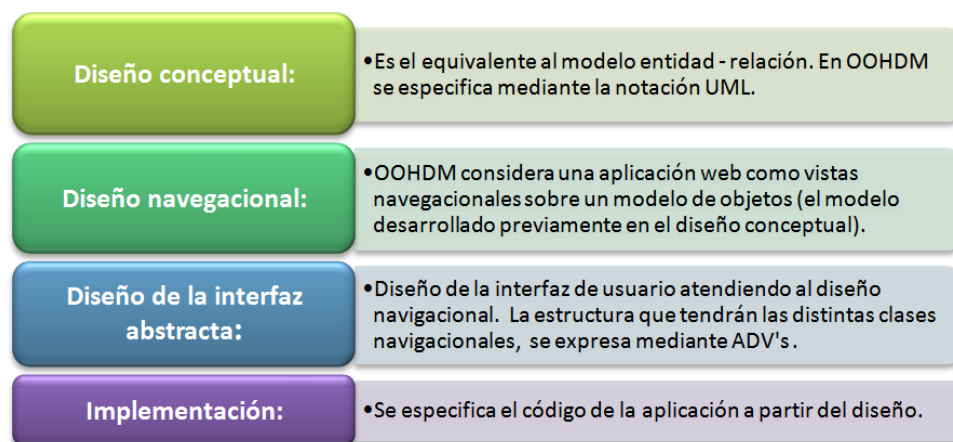 Diseño conceptual:
•Es el equivalente al modelo entidad - relación. En OOHDM
se especifica mediante la notación UML.
Diseño navegacional:
•OOHDM considera una aplicación web como vistas
navegacionales sobre un modelo de objetos (el modelo
desarrollado previamente en el diseño conceptual).
Diseño de la interfaz
abstracta:
•Diseño de la interfaz de usuario atendiendo al diseño
navegacional. La estructura que tendrán las distintas clases
navegacionales, se expresa mediante ADV's .
Implementación:
•Se especifica el código de la aplicación a partir del diseño.